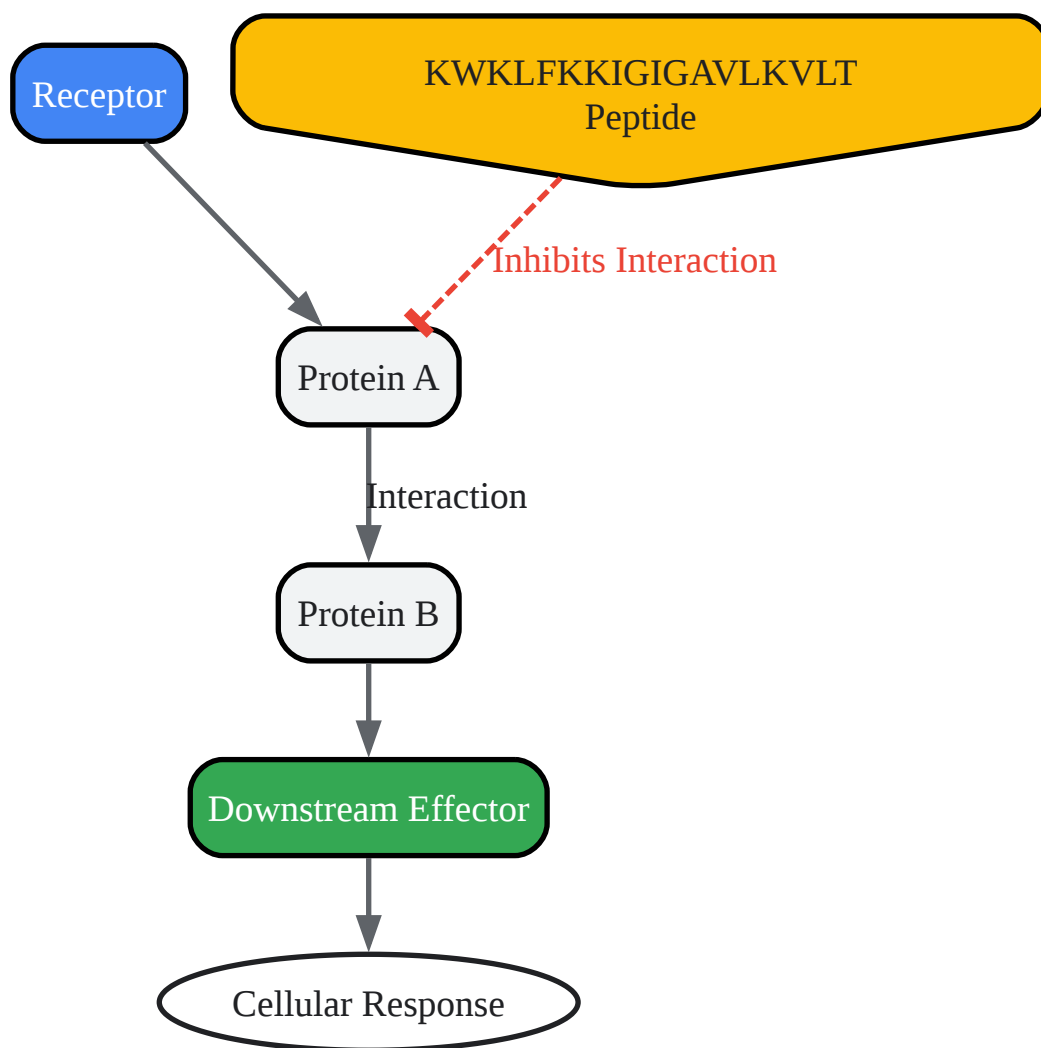 KWKLFKKIGIGAVLKVLT
Peptide
Receptor
Inhibits Interaction
Protein A
Interaction
Protein B
Downstream Effector
Cellular Response